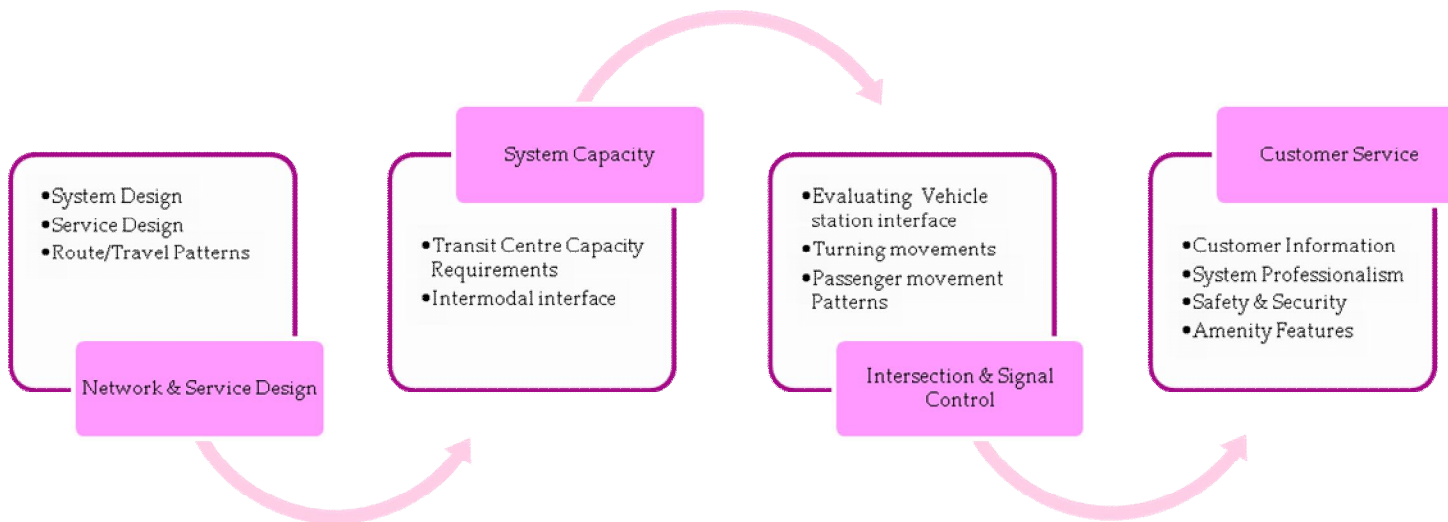 •System Design
•Service Design
•Route/Travel Patterns
Network & Service Design
System Capacity
•Transit Centre Capacity
Requirements
•Intermodal interface
•Evaluating Vehicle
station interface
•Turning movements
•Passenger movement
Patterns
Intersection & Signal
Control
Customer Service
•Customer Information
•System Professionalism
•Safety & Security
•Amenity Features